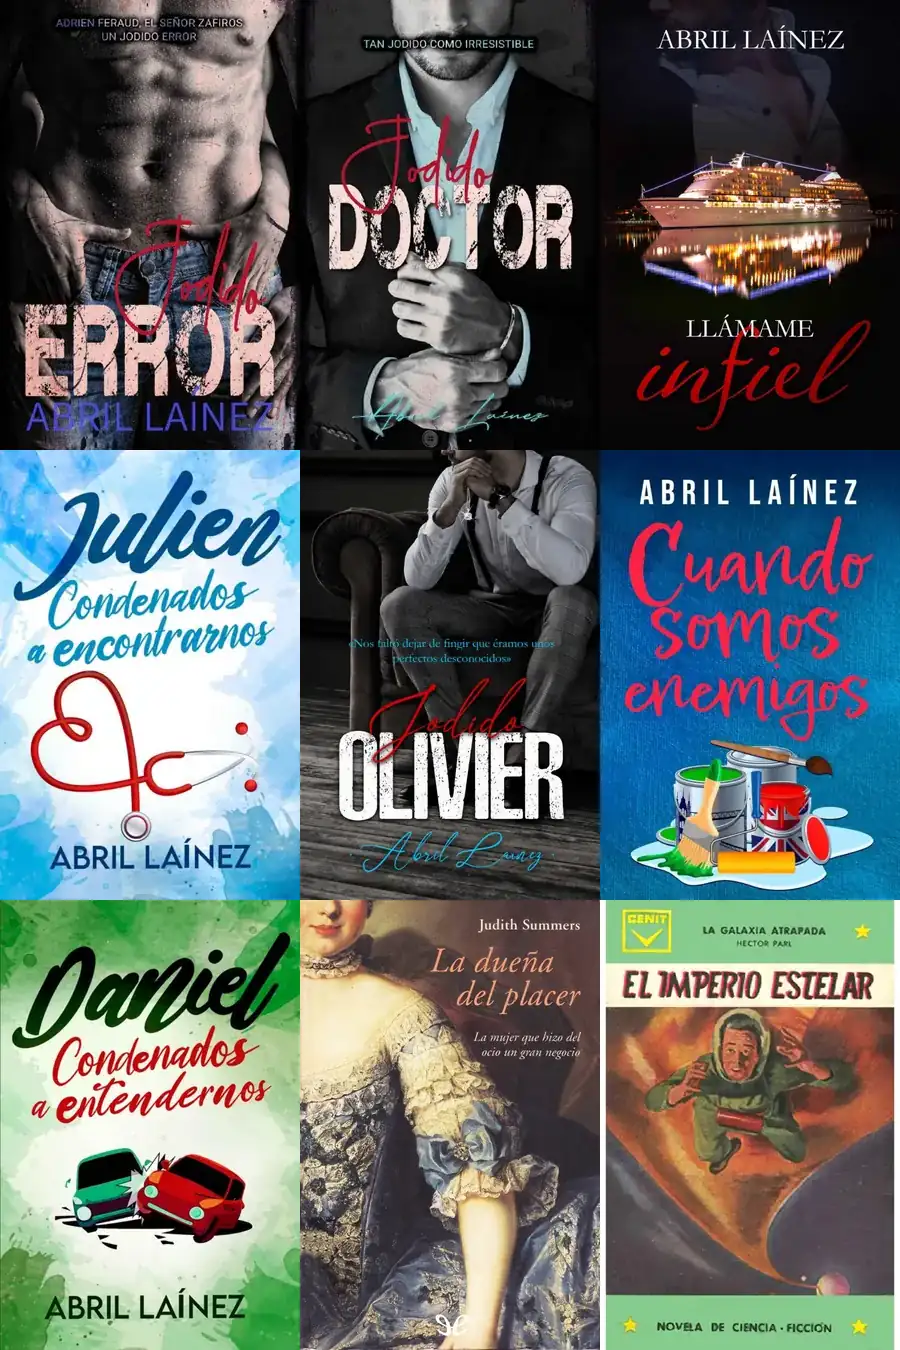 ADRIEN FERAUD, EL SEÑOR ZAFIROS,
UN JODIDO ERROR
Jodido
ERROR
ABRIL LAÍNEZ
TAN JODIDO COMO IRRESISTIBLE
Jodido
DOCTOR
Abril Laínez
ABRIL LAÍNEZ
LLÁMAME
infiel
Julien
Condenados
a encontrarnos
ABRIL LAÍNEZ
«Nos faltó dejar de fingir que éramos unos
perfectos desconocidos»
Jodido
OLIVIER
Abril Laínez
ABRIL LAÍNEZ
Cuando
somos
enemigos
Daniel
Condenados
a entendernos
ABRIL LAÍNEZ
Judith Summers
La dueña
del placer
La mujer que hizo del
ocio un gran negocio
CENIT
LA GALAXIA ATRAPADA
HECTOR PARL
EL IMPERIO ESTELAR
NOVELA DE CIENCIA-FICCIÓN